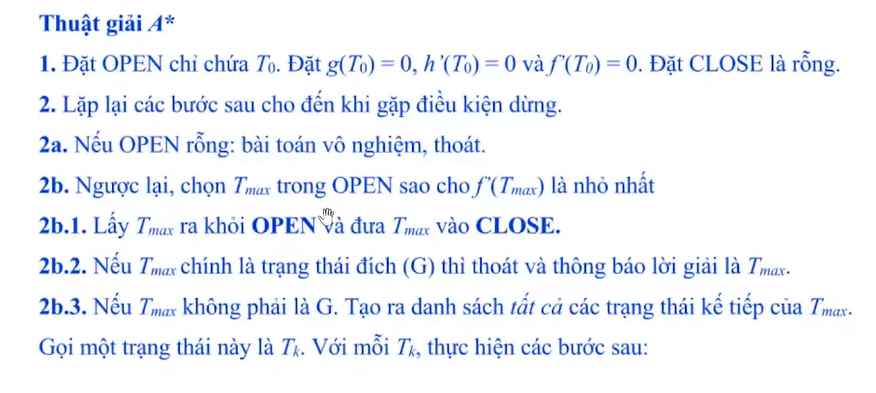 Thuật giải A*
1. Đặt OPEN chỉ chứa T0. Đặt g(T0) = 0, h'(T0) = 0 và f'(T0) = 0. Đặt CLOSE là rỗng.
2. Lặp lại các bước sau cho đến khi gặp điều kiện dừng.
2a. Nếu OPEN rỗng: bài toán vô nghiệm, thoát.
2b. Ngược lại, chọn Tmax trong OPEN sao cho f'(Tmax) là nhỏ nhất
2b.1. Lấy Tmax ra khỏi OPEN và đưa Tmax vào CLOSE.
2b.2. Nếu Tmax chính là trạng thái đích (G) thì thoát và thông báo lời giải là Tmax.
2b.3. Nếu Tmax không phải là G. Tạo ra danh sách tất cả các trạng thái kế tiếp của Tmax.
Gọi một trạng thái này là Tk. Với mỗi Tk, thực hiện các bước sau: